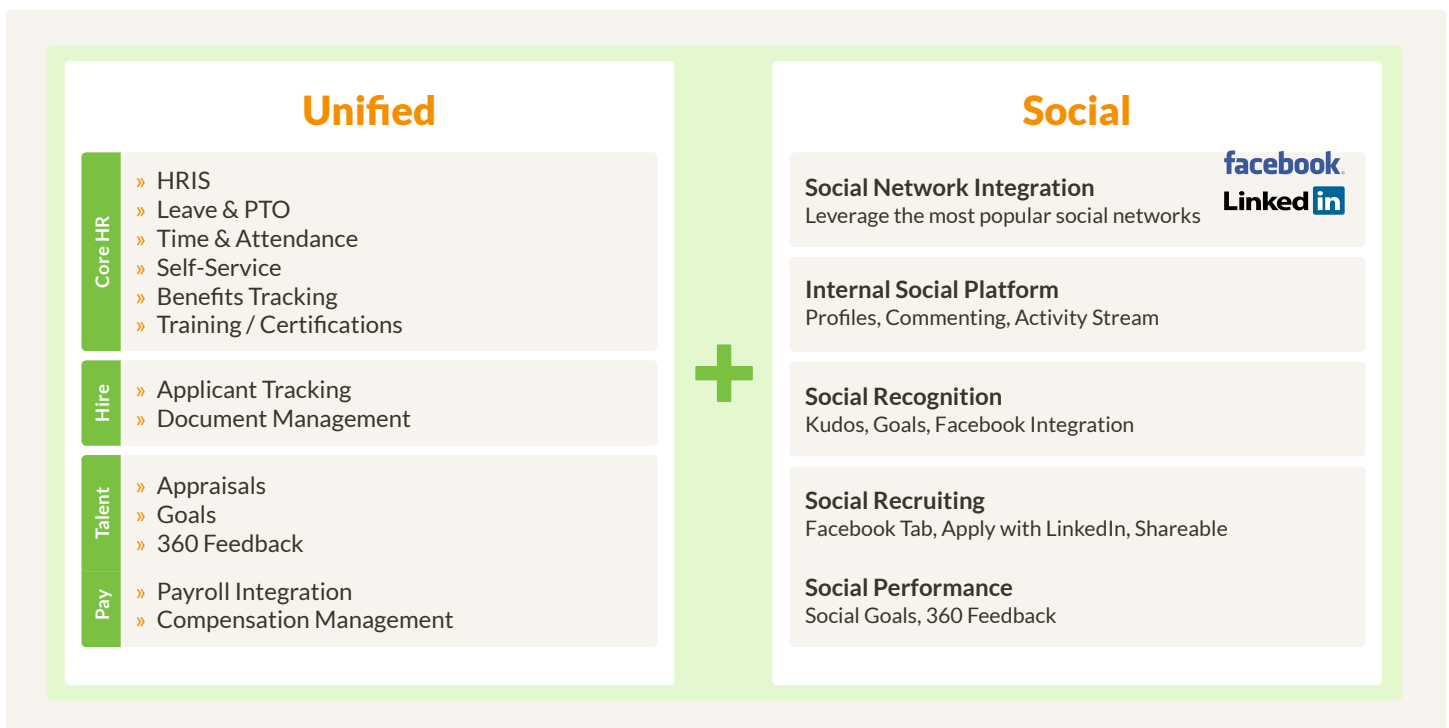 Unified
Core HR
» HRIS
» Leave & PTO
» Time & Attendance
» Self-Service
» Benefits Tracking
» Training / Certifications
Hire
» Applicant Tracking
» Document Management
Talent
» Appraisals
» Goals
» 360 Feedback
Pay
» Payroll Integration
» Compensation Management
Social
Social Network Integration
Leverage the most popular social networks
facebook.
Linked in
Internal Social Platform
Profiles, Commenting, Activity Stream
Social Recognition
Kudos, Goals, Facebook Integration
Social Recruiting
Facebook Tab, Apply with LinkedIn, Shareable
Social Performance
Social Goals, 360 Feedback